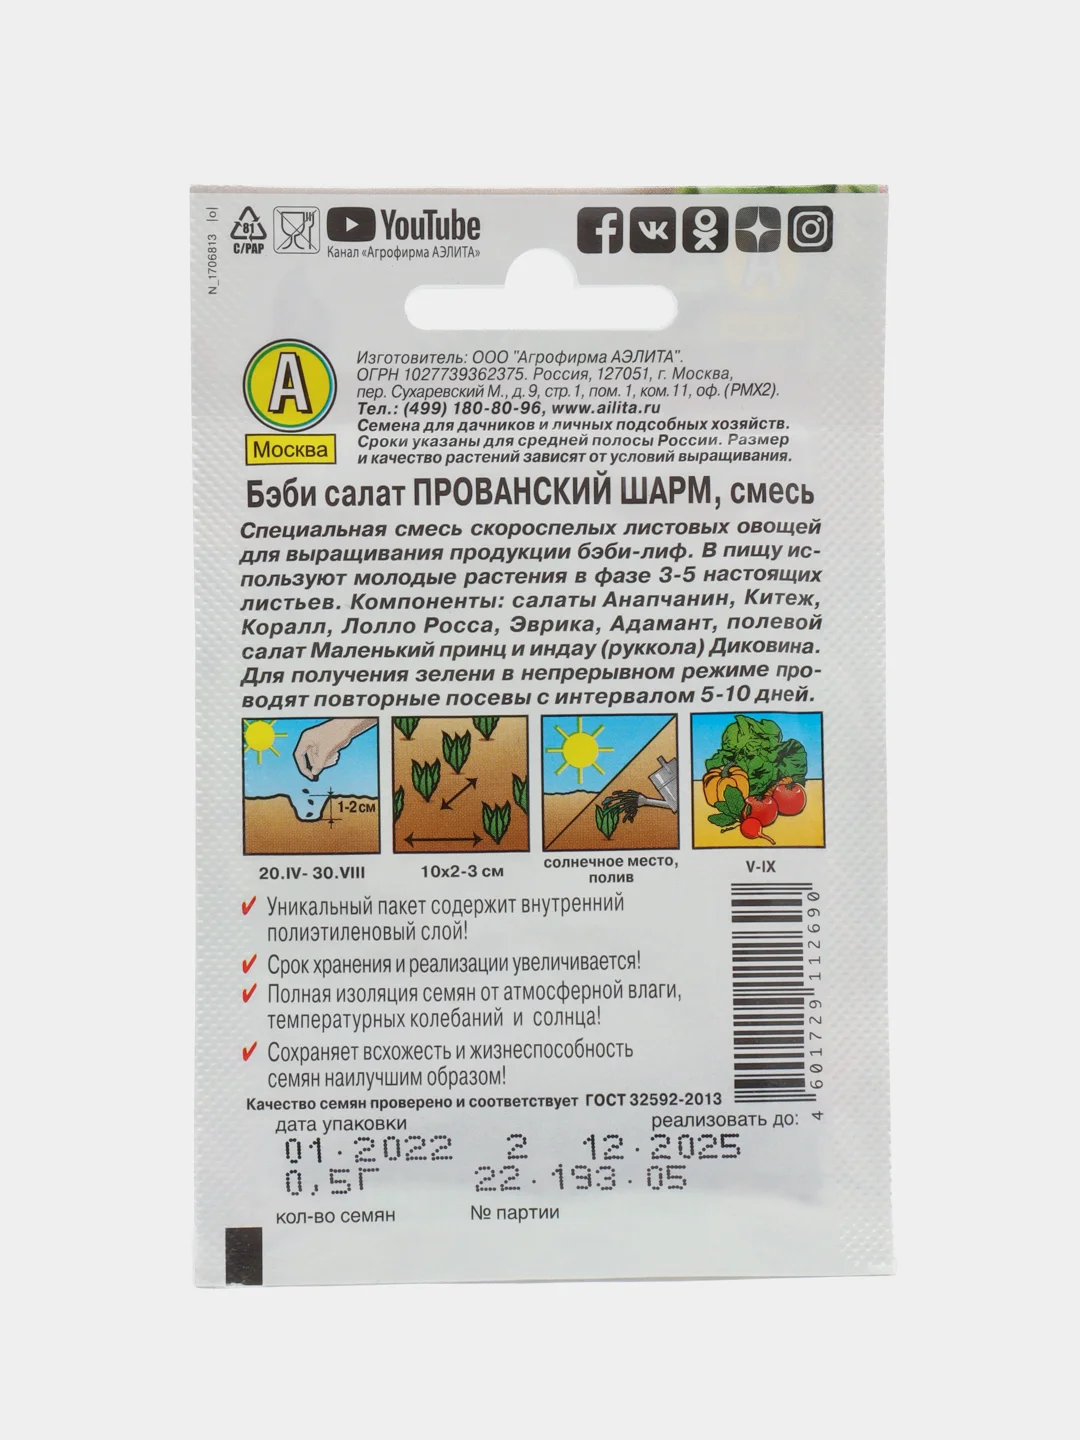 N_1706813
81
C/PAP
YouTube
Канал «Агрофирма АЭЛИТА»
А
Москва
Изготовитель: ООО "Агрофирма АЭЛИТА".
ОГРН 1027739362375. Россия, 127051, г. Москва,
пер. Сухаревский М., д. 9, стр. 1, пом. 1, ком. 11, оф. (РМХ2).
Тел.: (499) 180-80-96, www.ailita.ru
Семена для дачников и личных подсобных хозяйств.
Сроки указаны для средней полосы России. Размер
и качество растений зависят от условий выращивания.
Бэби салат ПРОВАНСКИЙ ШАРМ, смесь
Специальная смесь скороспелых листовых овощей
для выращивания продукции бэби-лиф. В пищу ис-
пользуют молодые растения в фазе 3-5 настоящих
листьев. Компоненты: салаты Анапчанин, Китеж,
Коралл, Лолло Росса, Эврика, Адамант, полевой
салат Маленький принц и индау (руккола) Диковина.
Для получения зелени в непрерывном режиме про-
водят повторные посевы с интервалом 5-10 дней.
1-2см
20.IV- 30.VIII
10х2-3 см
солнечное место,
полив
V-IX
Уникальный пакет содержит внутренний
полиэтиленовый слой!
Срок хранения и реализации увеличивается!
Полная изоляция семян от атмосферной влаги,
температурных колебаний и солнца!
Сохраняет всхожесть и жизнеспособность
семян наилучшим образом!
4 601729 112690
Качество семян проверено и соответствует ГОСТ 32592-2013
дата упаковки реализовать до:
01.2022 2 12.2025
0,5Г 22.193.05
кол-во семян № партии